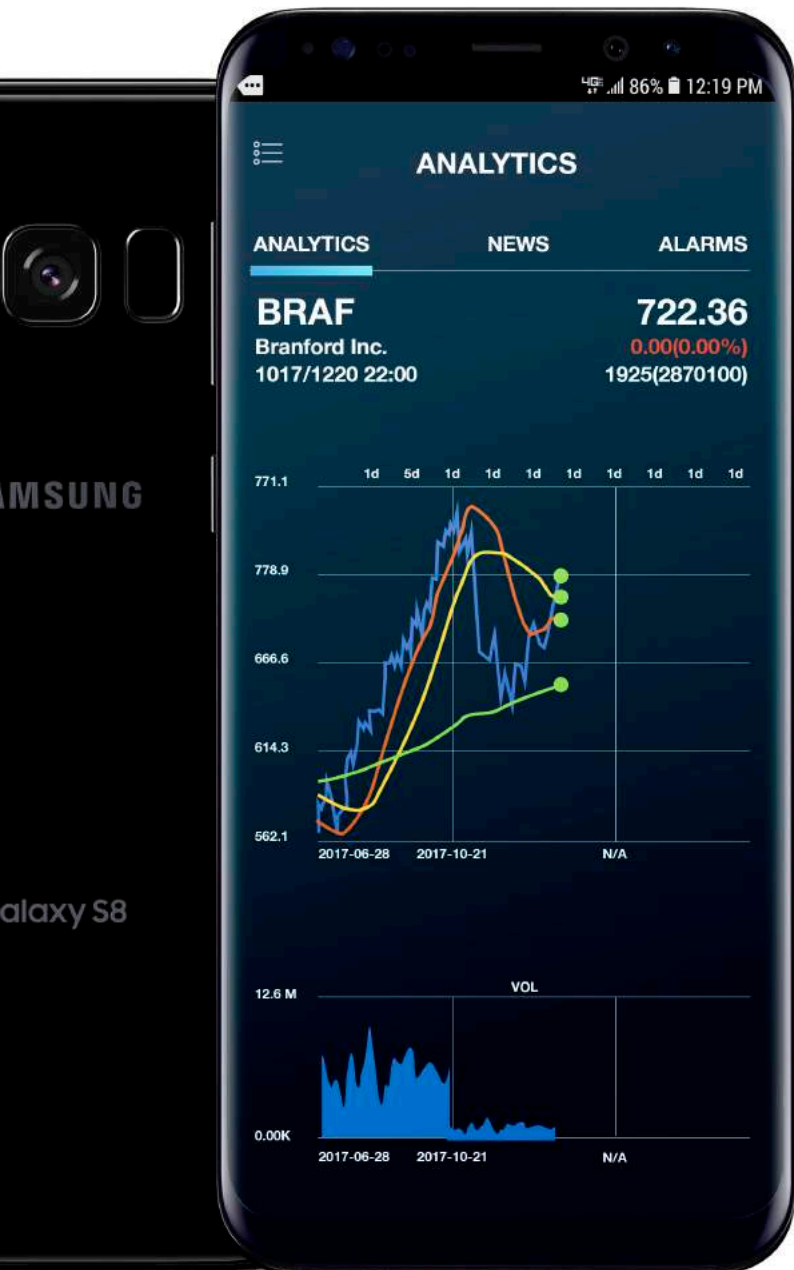 4G 86% 12:19 PM
ANALYTICS
ANALYTICS NEWS ALARMS
BRAF 722.36
Branford Inc. 0.00(0.00%)
1017/1220 22:00 1925(2870100)
1d 5d 1d 1d 1d 1d 1d 1d 1d 1d
771.1
778.9
666.6
614.3
562.1
2017-06-28 2017-10-21 N/A
VOL
12.6 M
0.00K
2017-06-28 2017-10-21 N/A
AMSUNG
alaxy S8